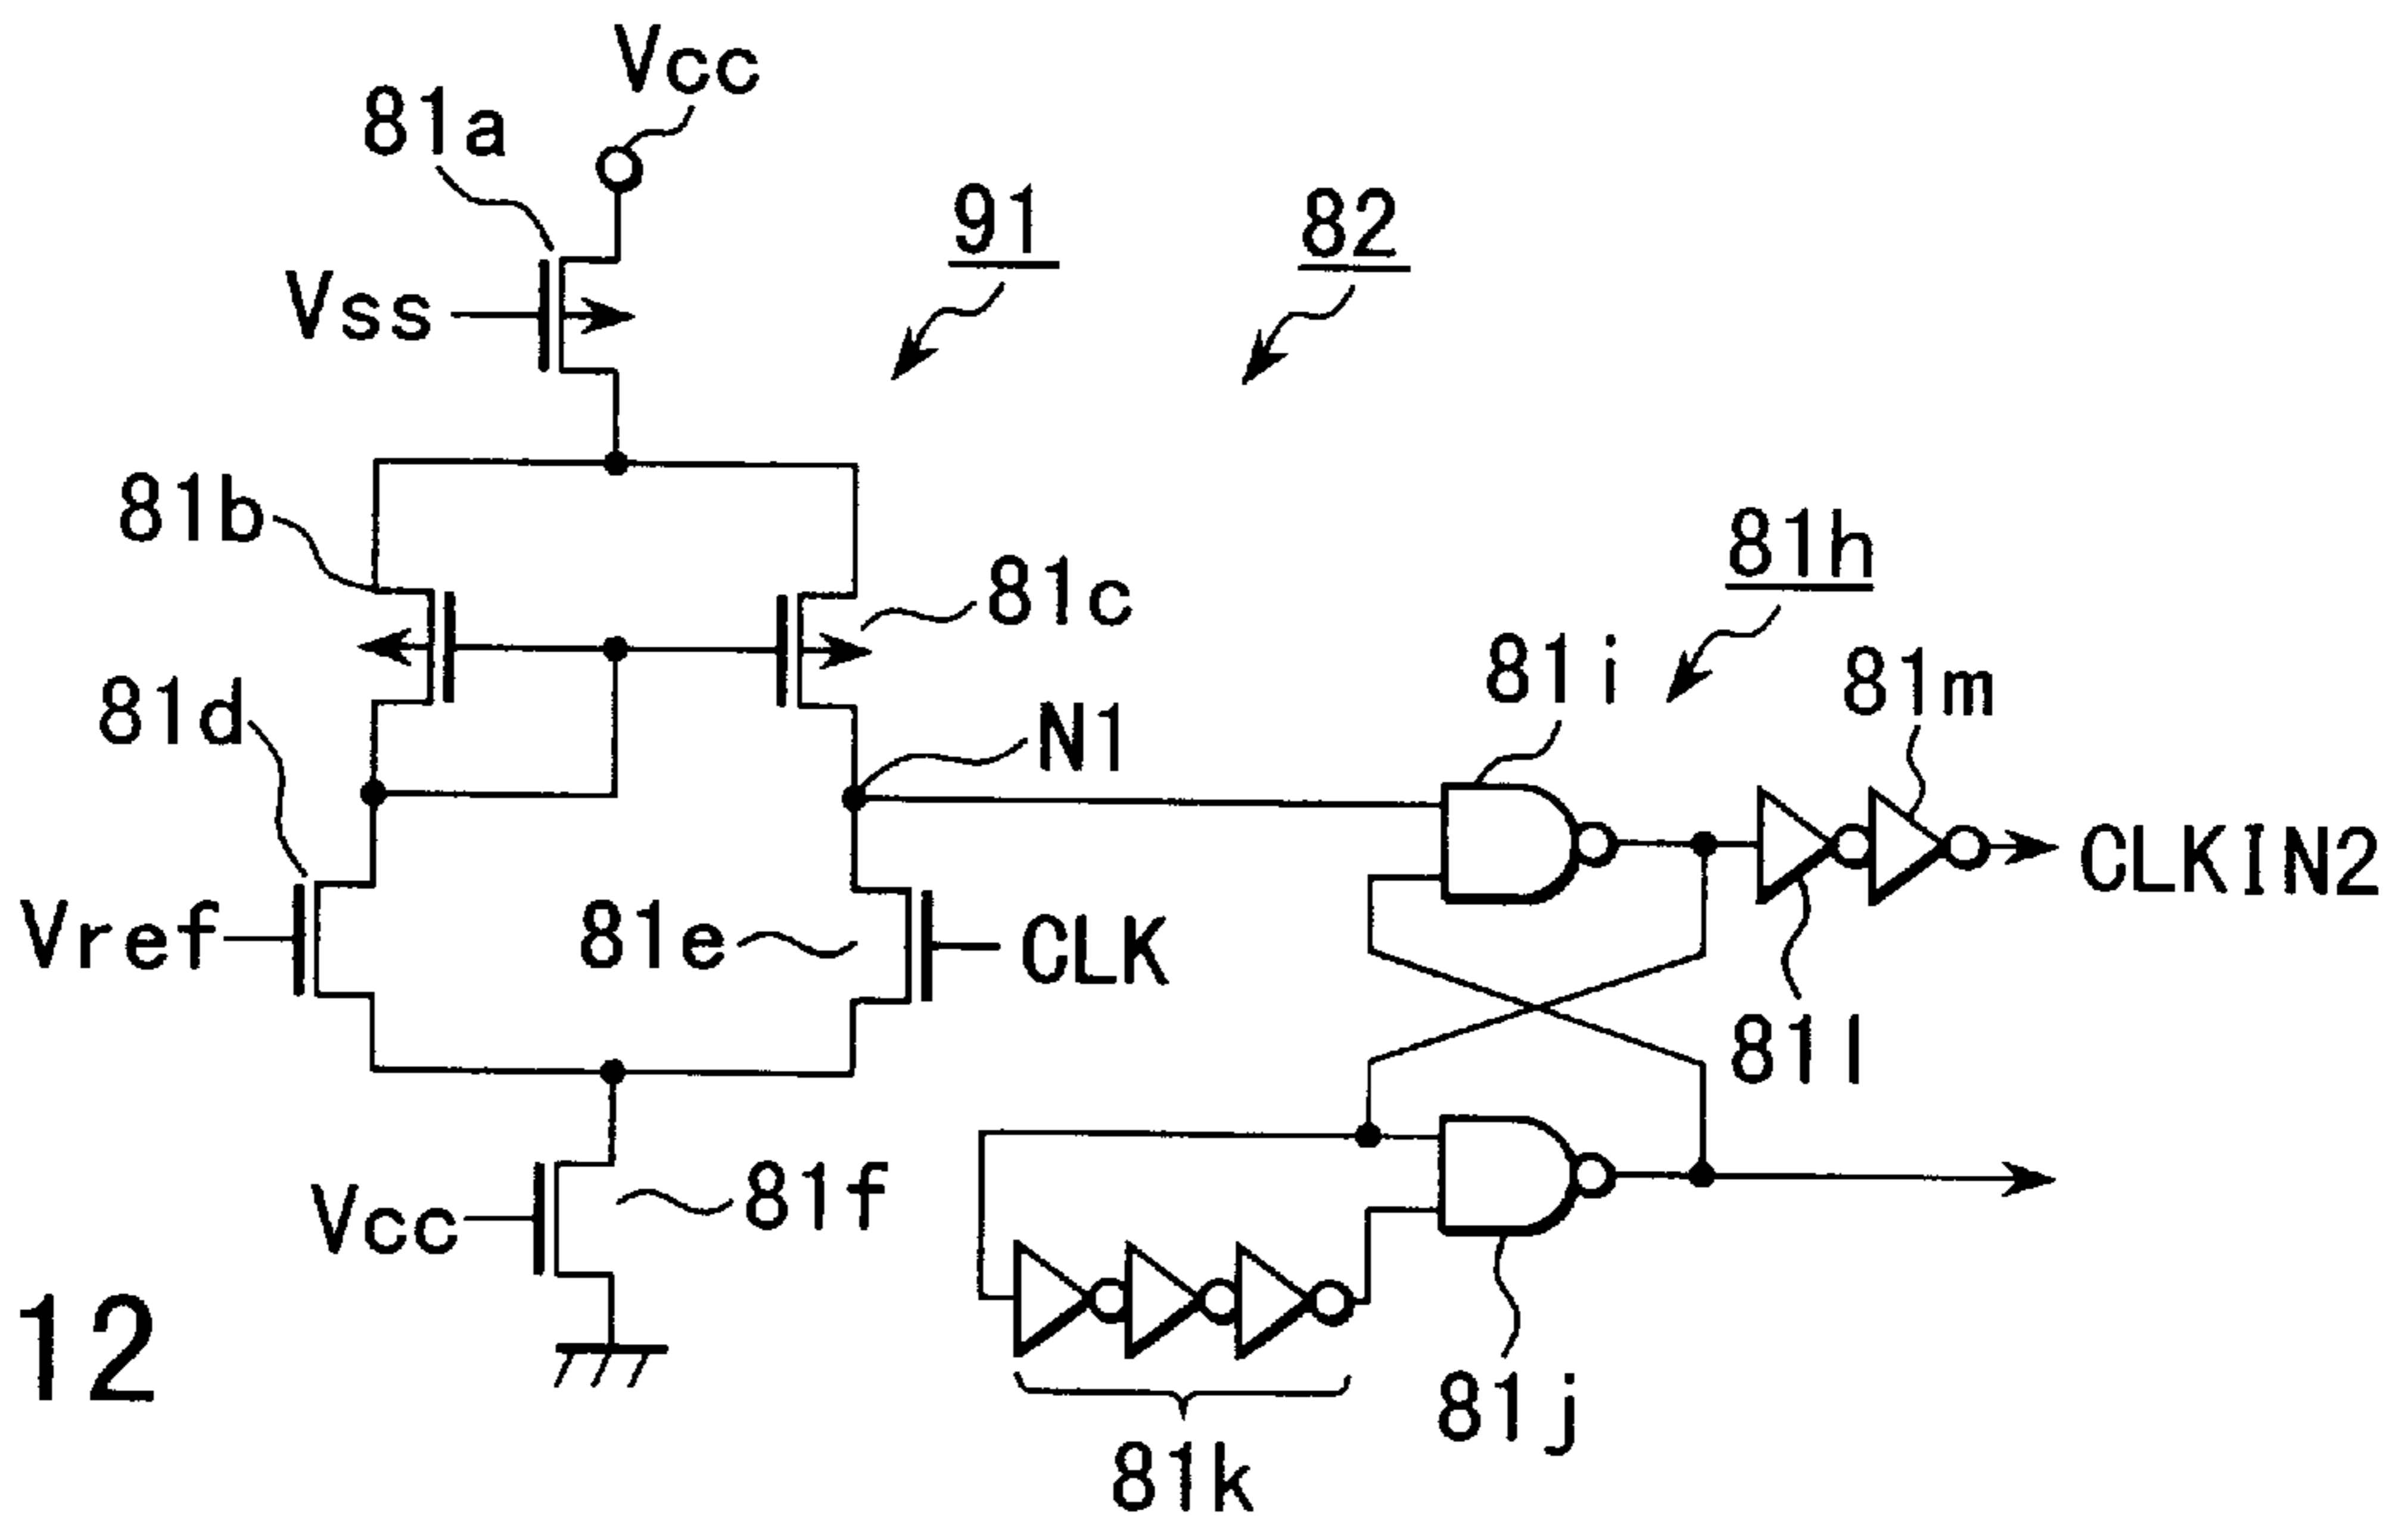 Vcc
81a
91
82
Vss
81b
81c
81h
81i
81m
81d
N1
CLKIN2
Vref
81e
CLK
81l
81f
Vcc
12
81j
81k